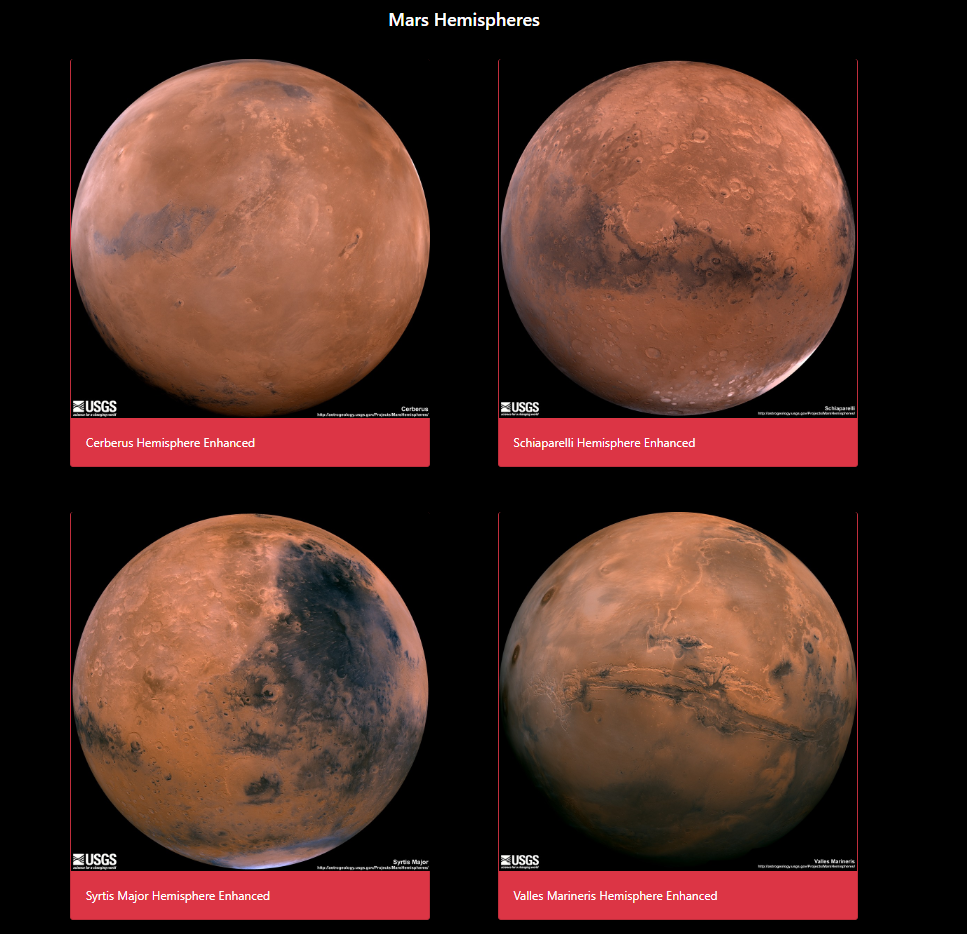 Mars Hemispheres
USGS
science for a changing world
Cerberus
http://astrogeology.usgs.gov/Projects/MarsHemispheres/
Cerberus Hemisphere Enhanced
USGS
science for a changing world
Schiaparelli
http://astrogeology.usgs.gov/Projects/MarsHemispheres/
Schiaparelli Hemisphere Enhanced
USGS
science for a changing world
Syrtis Major
http://astrogeology.usgs.gov/Projects/MarsHemispheres/
Syrtis Major Hemisphere Enhanced
USGS
science for a changing world
Valles Marineris
http://astrogeology.usgs.gov/Projects/MarsHemispheres/
Valles Marineris Hemisphere Enhanced